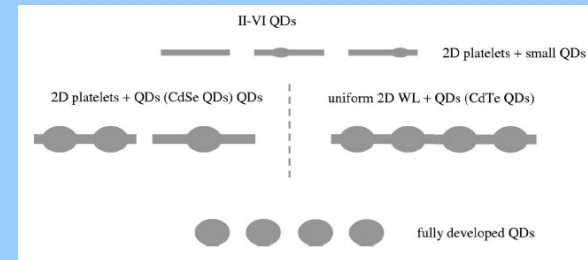 II-VI QDs
2D platelets + small QDs
2D platelets + QDs (CdSe QDs) QDs
uniform 2D WL + QDs (CdTe QDs)
fully developed QDs